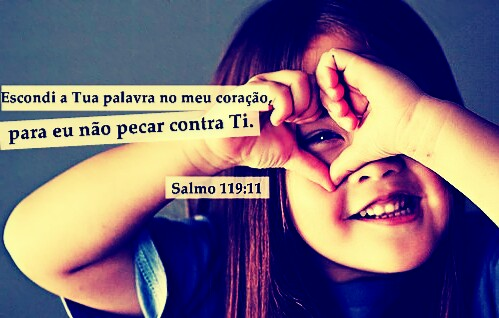 Escondi a Tua palavra no meu coração,
para eu não pecar contra Ti.
Salmo 119:11